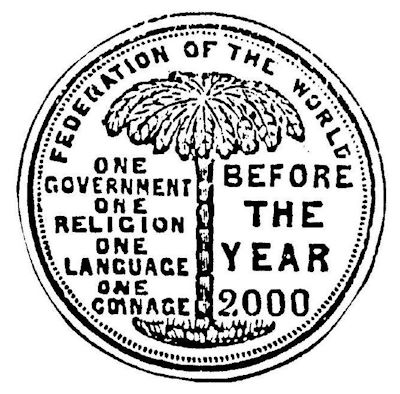 FEDERATION OF THE WORLD
ONE
GOVERNMENT
ONE
RELIGION
ONE
LANGUAGE
ONE
COINAGE
BEFORE
THE
YEAR
2000